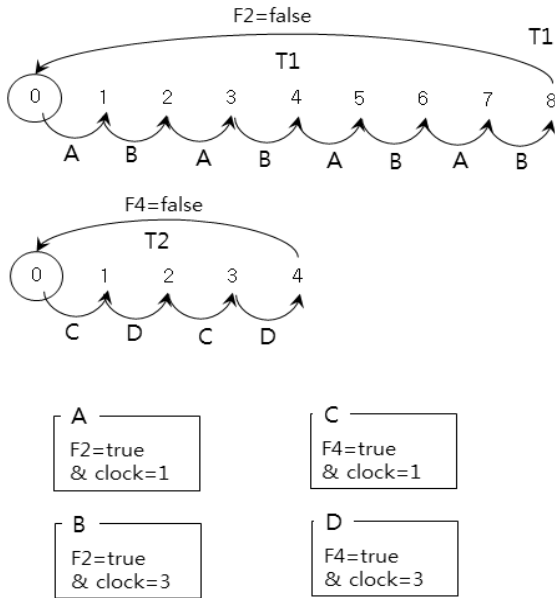 F2=false
T1
T1
0 1 2 3 4 5 6 7 8
A B A B A B A B
F4=false
T2
0 1 2 3 4
C D C D
A
F2=true
& clock=1
C
F4=true
& clock=1
B
F2=true
& clock=3
D
F4=true
& clock=3